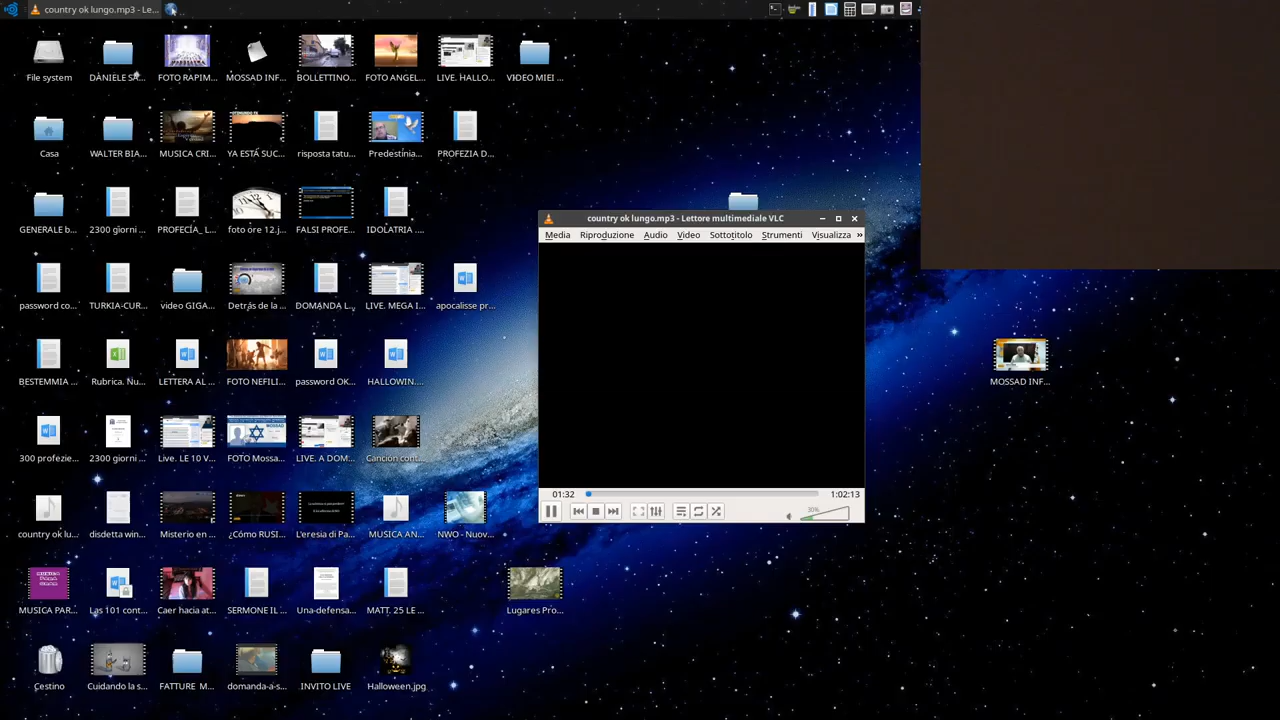 country ok lungo.mp3 - Le...
File system
DANIELE SA...
FOTO RAPIM...
MOSSAD INF...
BOLLETTINO...
FOTO ANGEL...
LIVE. HALLO...
VIDEO MIEI ...
Casa
WALTER BIA...
MUSICA CRI...
YA ESTÁ SUC...
risposta tatu...
Predestinia...
PROFEZIA D...
GENERALE b...
2300 giorni ...
PROFECÍA_ L...
foto ore 12.j...
FALSI PROFE...
IDOLATRIA ...
country ok lungo.mp3 - Lettore multimediale VLC
Media Riproduzione Audio Video Sottotitolo Strumenti Visualizza »
password co...
TURKIA-CUR...
video GIGA...
Detrás de la ...
DOMANDA L...
LIVE. MEGA I...
apocalisse pr...
BESTEMMIA ...
Rubrica. Nu...
LETTERA AL ...
FOTO NEFILI...
password OK...
HALLOWIN....
MOSSAD INF...
300 profezie...
2300 giorni ...
Live. LE 10 V...
FOTO Mossa...
LIVE. A DOM...
Canción cont...
01:32
1:02:13
30%
country ok lu...
disdetta win...
Misterio en ...
¿Cómo RUSI...
L'eresia di Pa...
MUSICA AN...
NWO - Nuov...
MUSICA PAR...
Las 101 cont...
Caer hacia at...
SERMONE IL ...
Una-defensa...
MATT. 25 LE ...
Lugares Pro...
Cestino
Cuidando la s...
FATTURE M...
domanda-a-s...
INVITO LIVE
Halloween.jpg